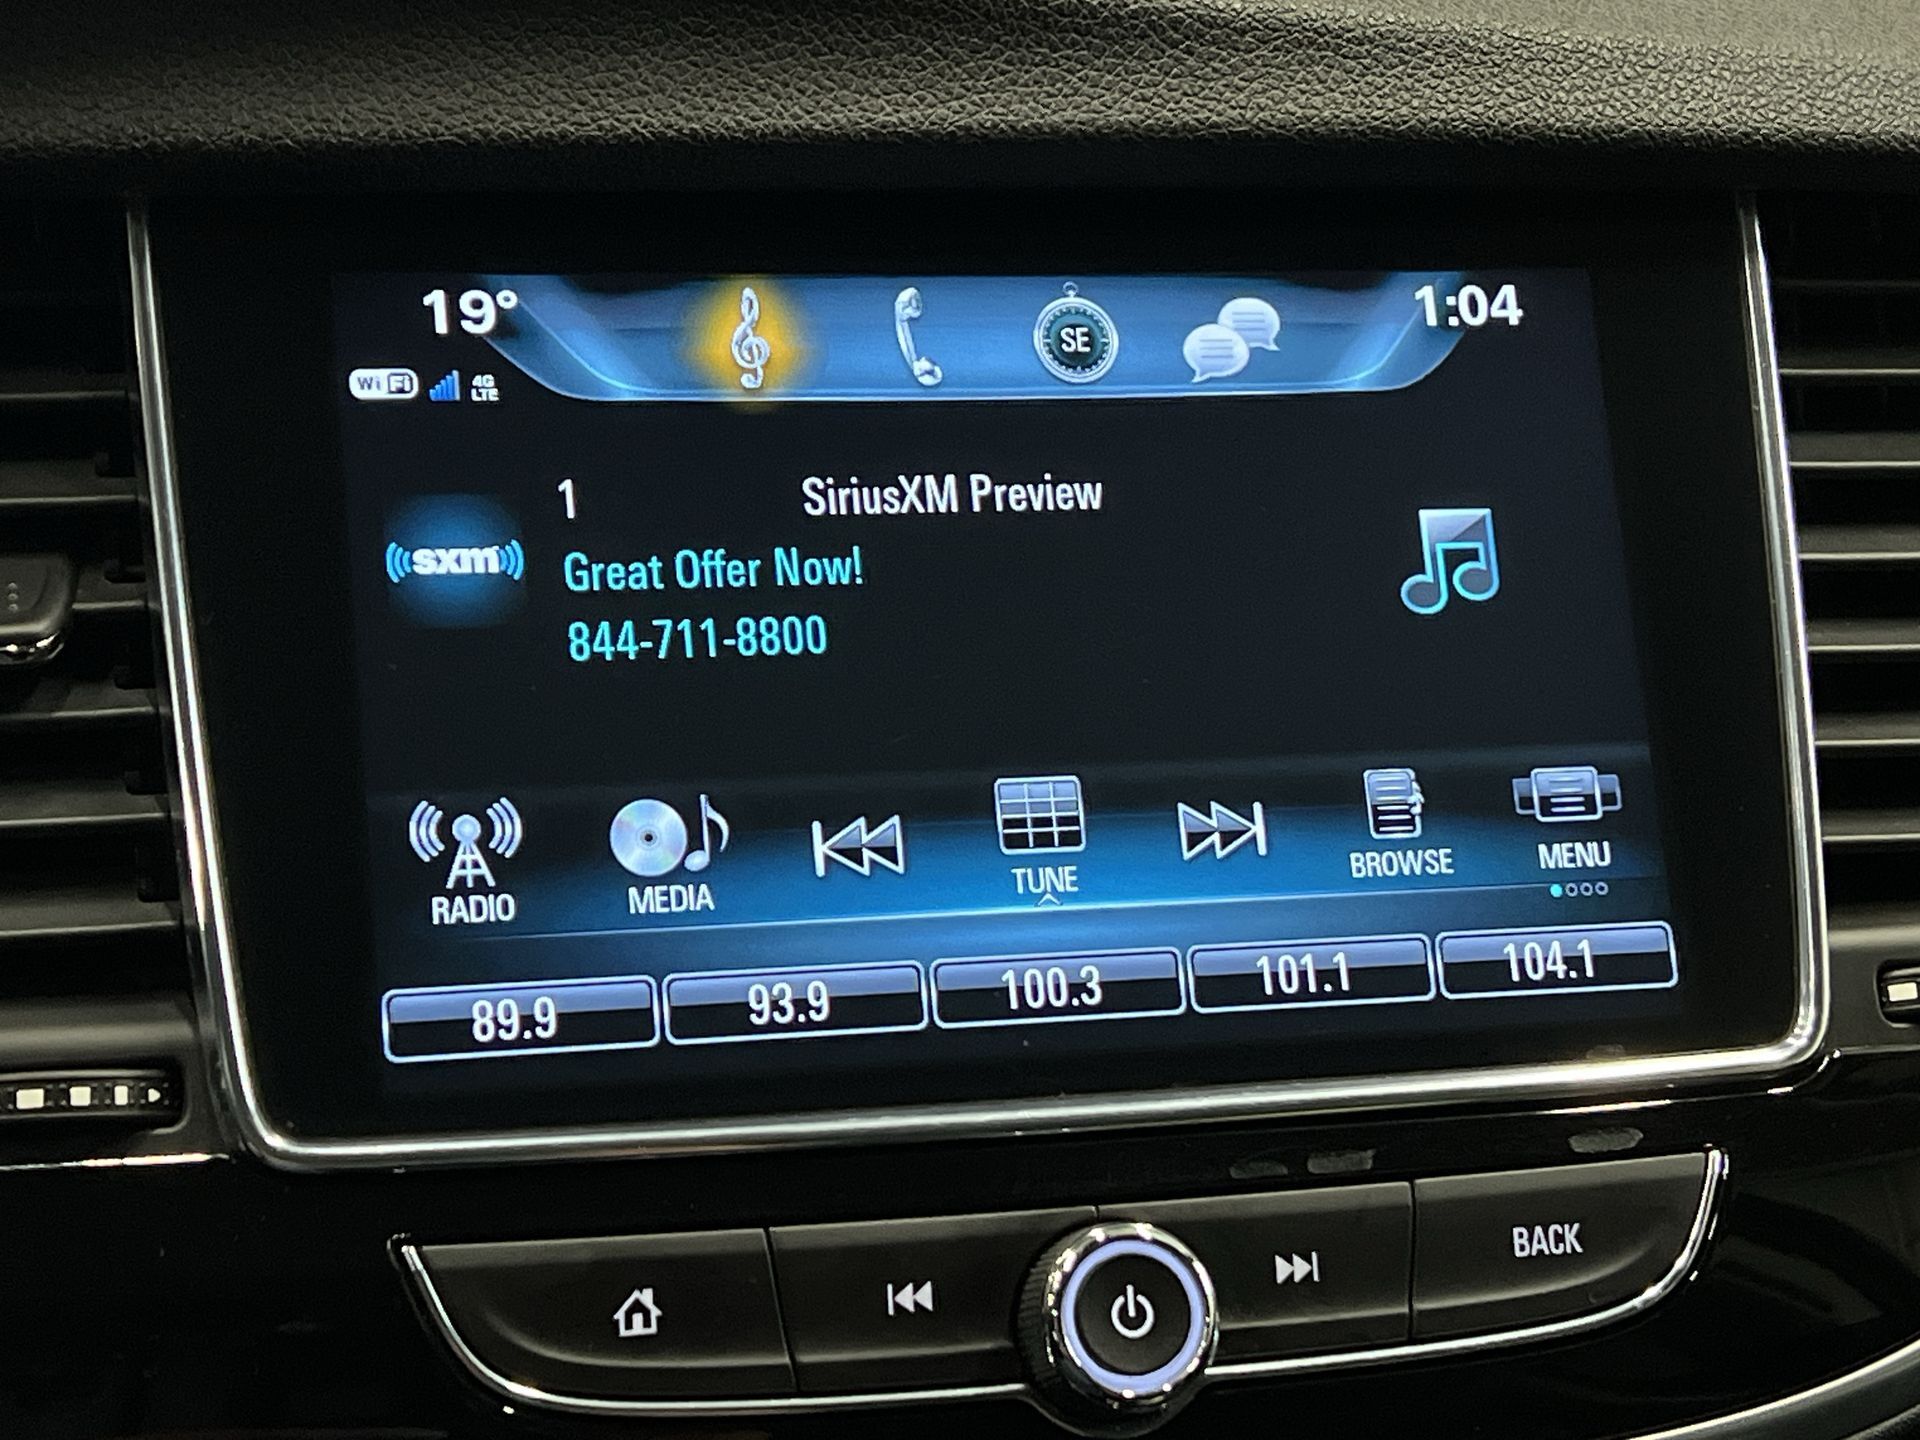 19°
SE
1:04
WiFi
4G
LTE
1 SiriusXM Preview
sxm
Great Offer Now!
844-711-8800
RADIO
MEDIA
TUNE
BROWSE
MENU
89.9
93.9
100.3
101.1
104.1
BACK